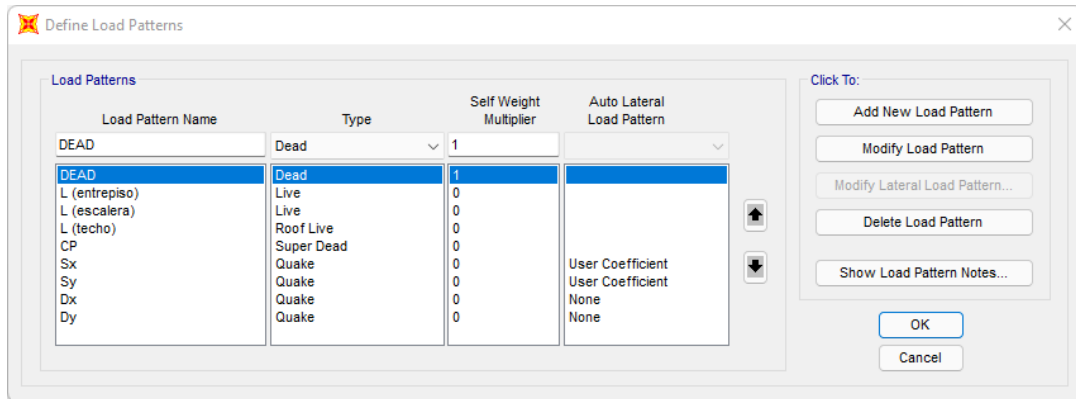 Define Load Patterns
Load Patterns
Click To:
Load Pattern Name Type Self Weight Multiplier Auto Lateral Load Pattern
DEAD Dead 1
DEAD Dead 1
L (entrepiso) Live 0
L (escalera) Live 0
L (techo) Roof Live 0
CP Super Dead 0
Sx Quake 0 User Coefficient
Sy Quake 0 User Coefficient
Dx Quake 0 None
Dy Quake 0 None
Add New Load Pattern
Modify Load Pattern
Modify Lateral Load Pattern...
Delete Load Pattern
Show Load Pattern Notes...
OK
Cancel